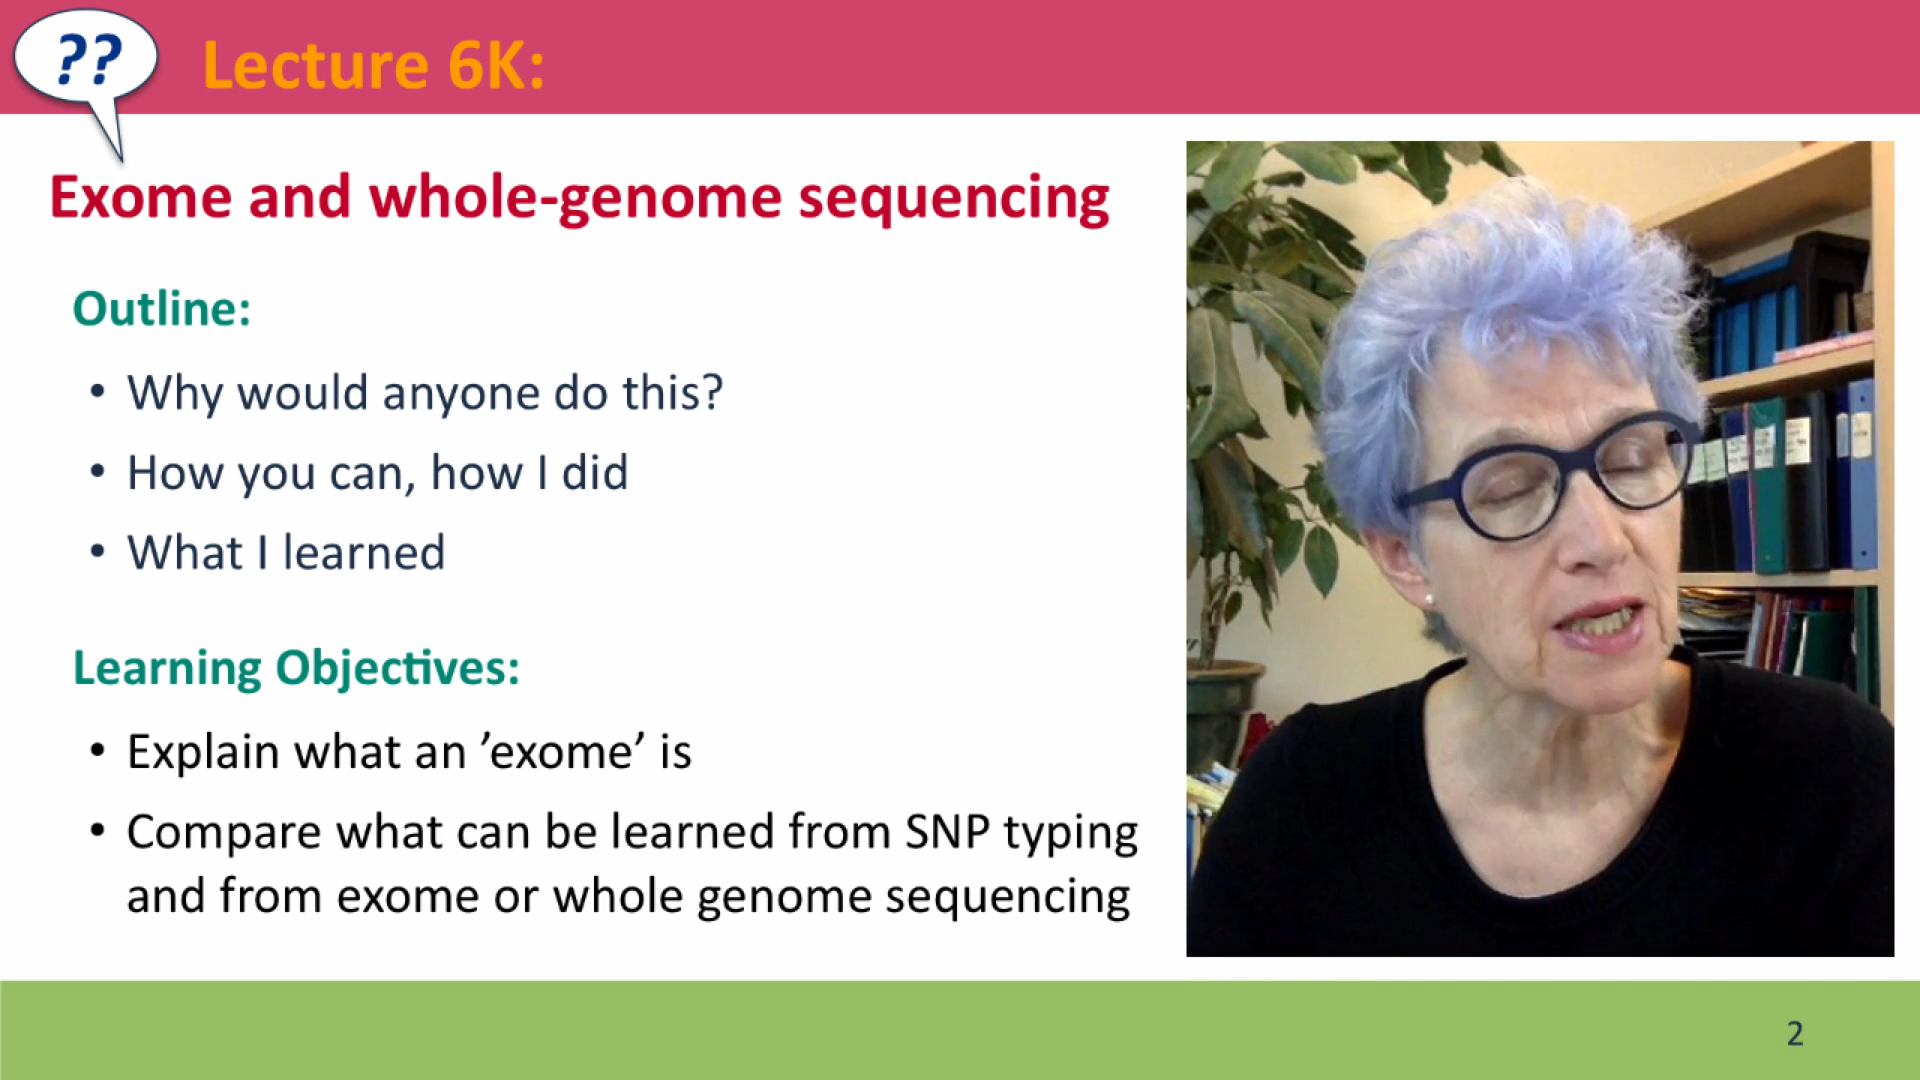 ??
Lecture 6K:
Exome and whole-genome sequencing
Outline:
• Why would anyone do this?
• How you can, how I did
• What I learned
Learning Objectives:
• Explain what an ’exome’ is
• Compare what can be learned from SNP typing
and from exome or whole genome sequencing
2